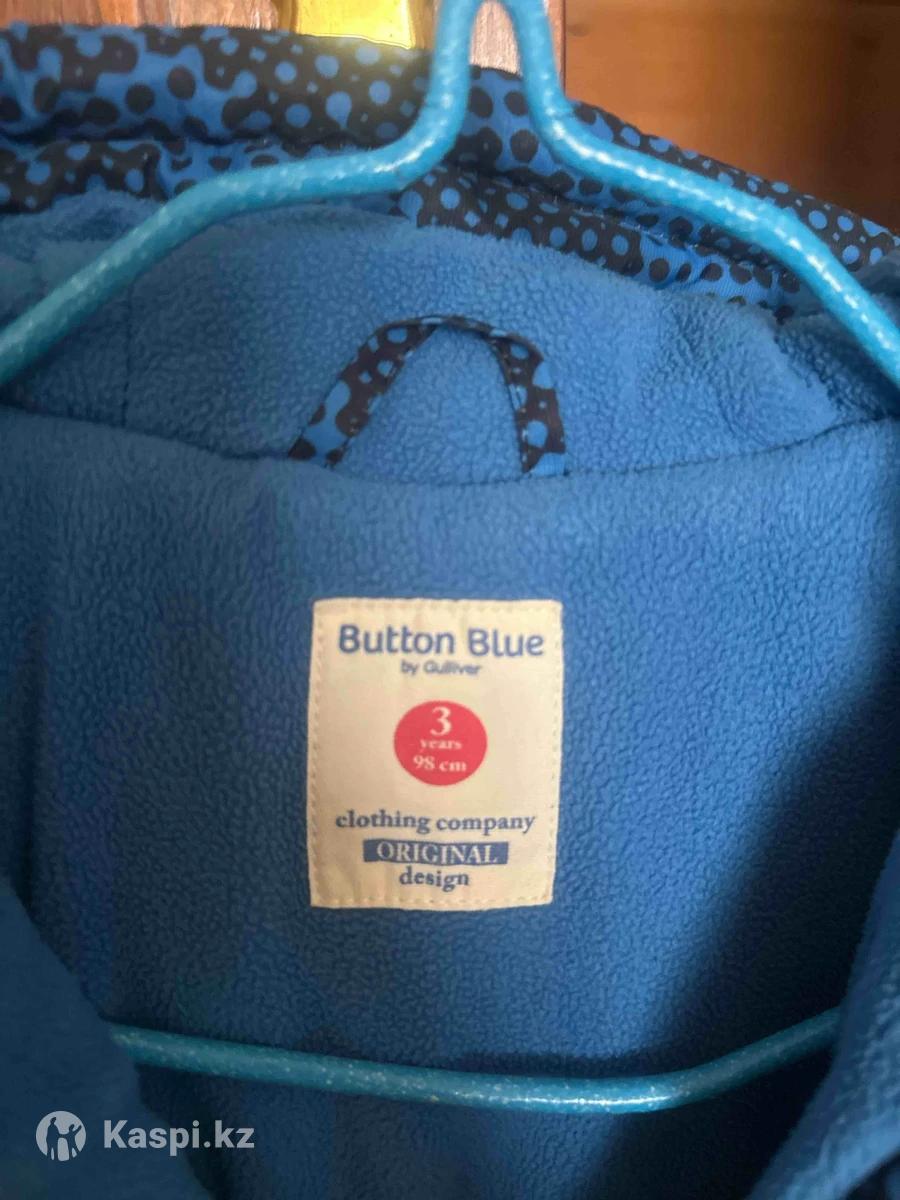 Button Blue
by Gulliver
3
years
98 cm
clothing company
ORIGINAL
design
Kaspi.kz